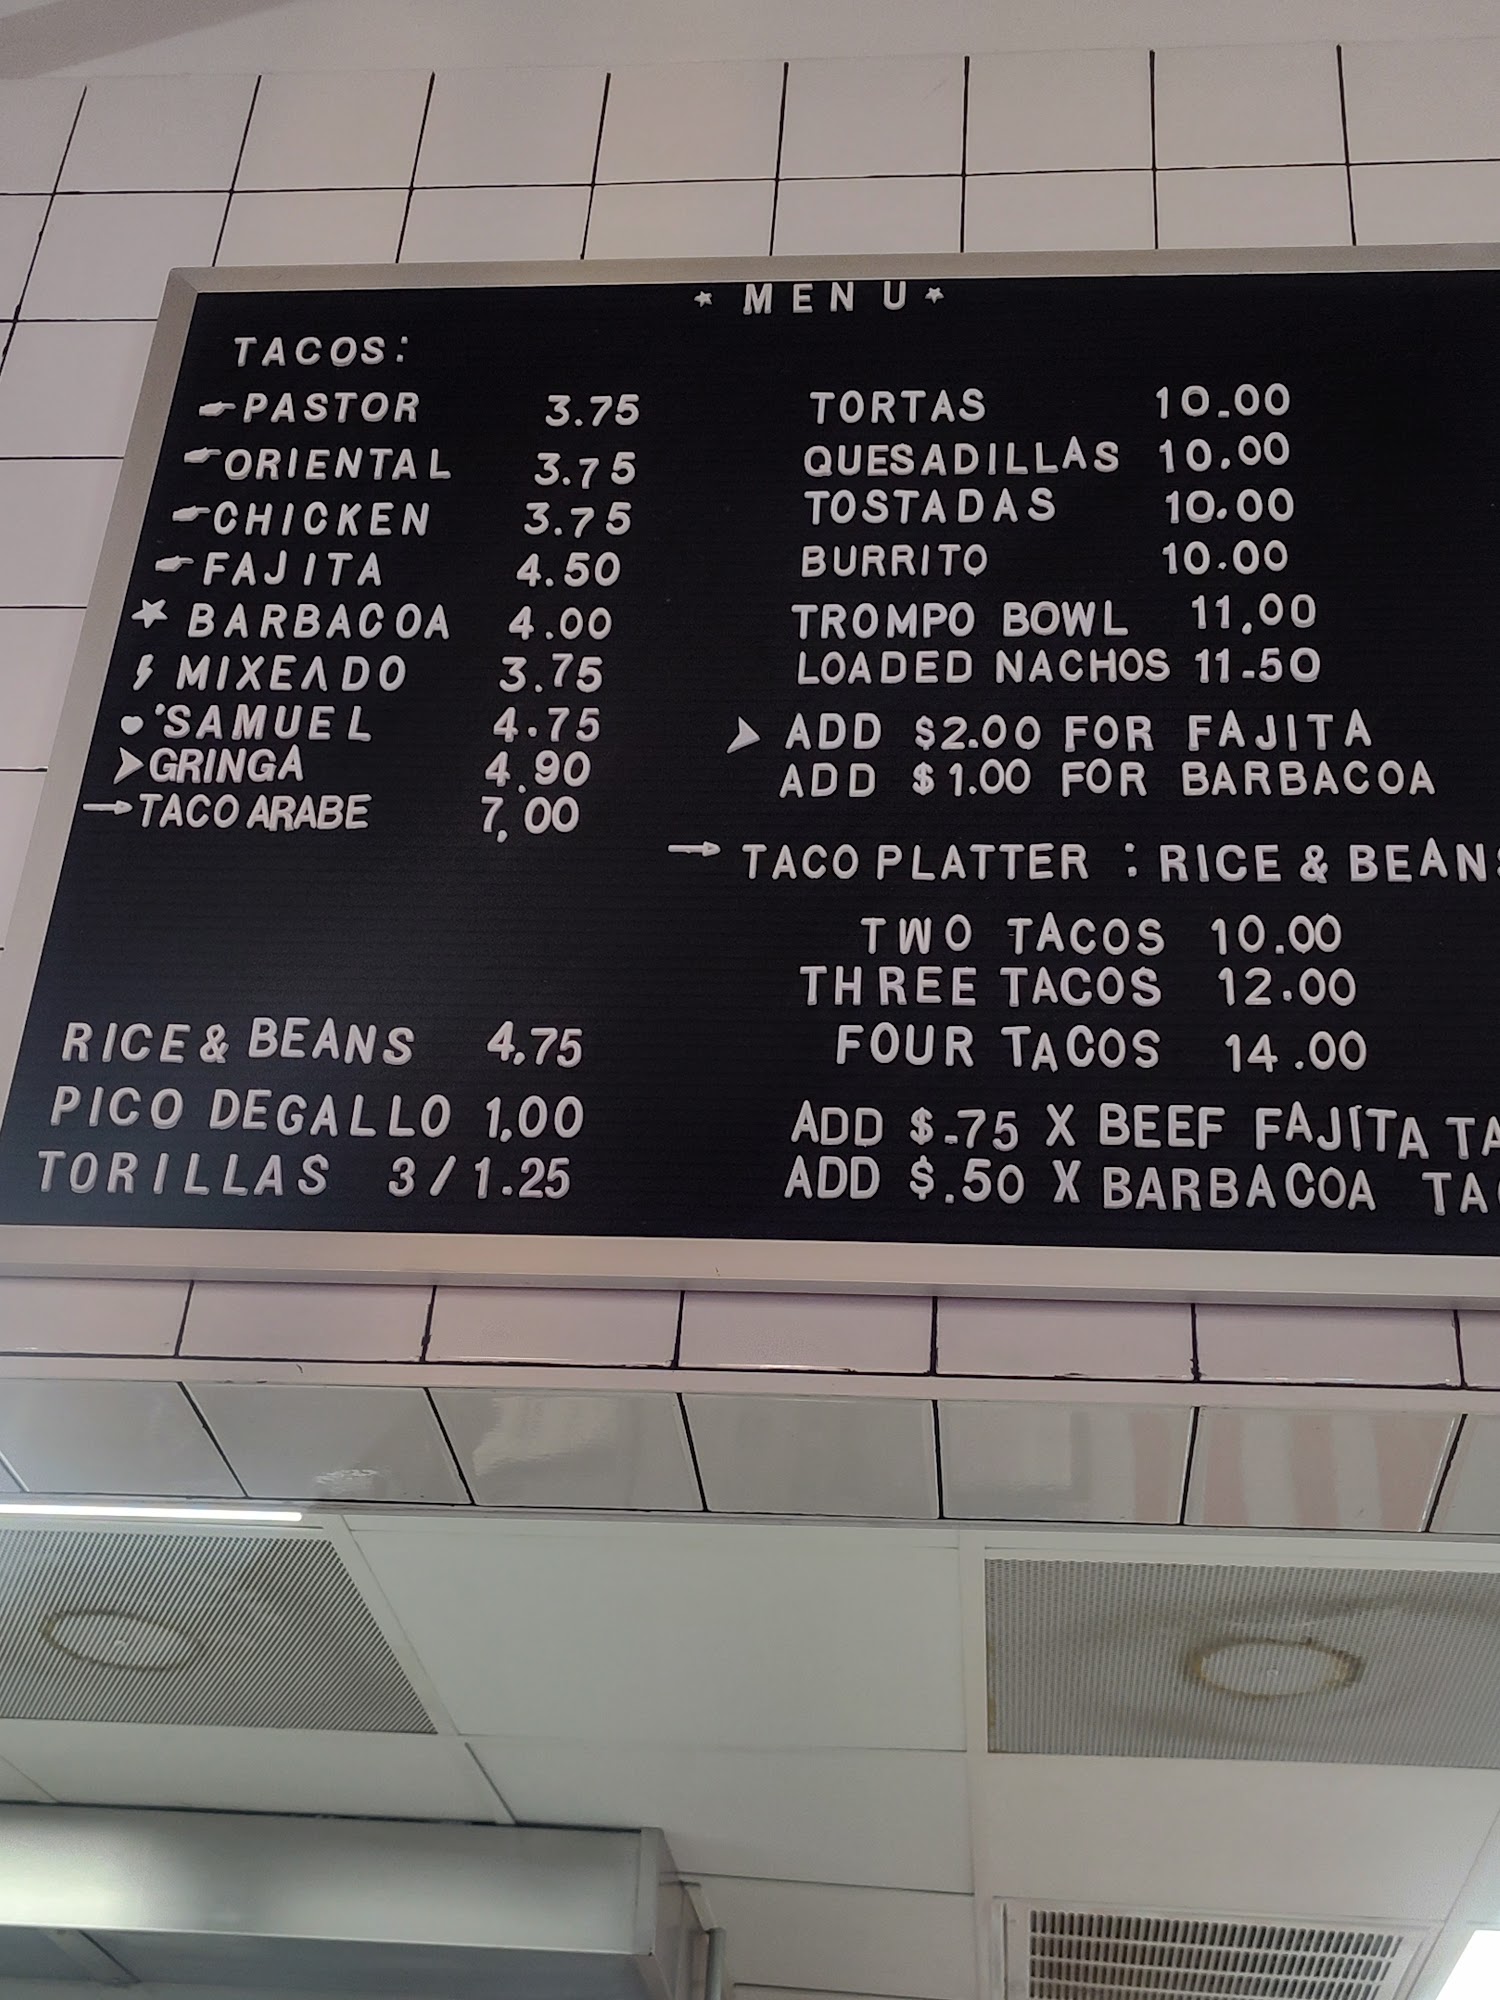 * MENU *
TACOS:
PASTOR 3.75
ORIENTAL 3.75
CHICKEN 3.75
FAJITA 4.50
BARBACOA 4.00
MIXEADO 3.75
'SAMUEL 4.75
GRINGA 4.90
TACO ARABE 7,00
RICE & BEANS 4,75
PICO DEGALLO 1,00
TORILLAS 3/1.25
TORTAS 10.00
QUESADILLAS 10.00
TOSTADAS 10.00
BURRITO 10.00
TROMPO BOWL 11,00
LOADED NACHOS 11-50
ADD $2.00 FOR FAJITA
ADD $1.00 FOR BARBACOA
TACO PLATTER : RICE & BEANS
TWO TACOS 10.00
THREE TACOS 12.00
FOUR TACOS 14.00
ADD $.75 X BEEF FAJITA
ADD $.50 X BARBACOA